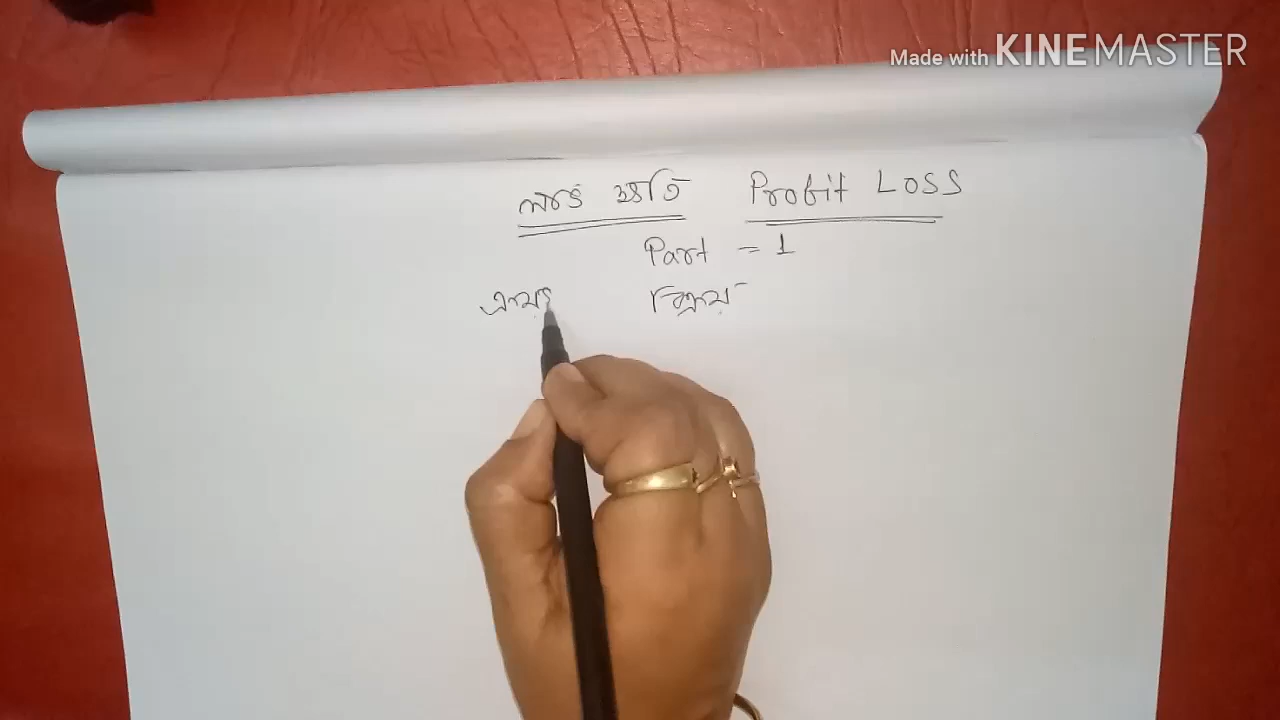 Made with KINEMASTER
লাভ ক্ষতি Profit Loss
Part = 1
ক্রয় বিক্রয়